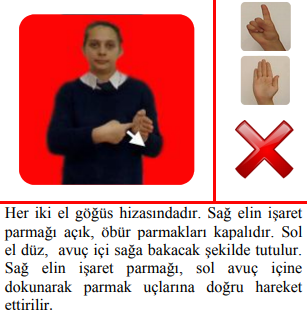 Her iki el göğüs hizasındadır. Sağ elin işaret
parmağı açık, öbür parmakları kapalıdır. Sol
el düz,  avuç içi sağa bakacak şekilde tutulur.
Sağ elin işaret parmağı, sol avuç içine
dokunarak parmak uçlarına doğru hareket
ettirilir.